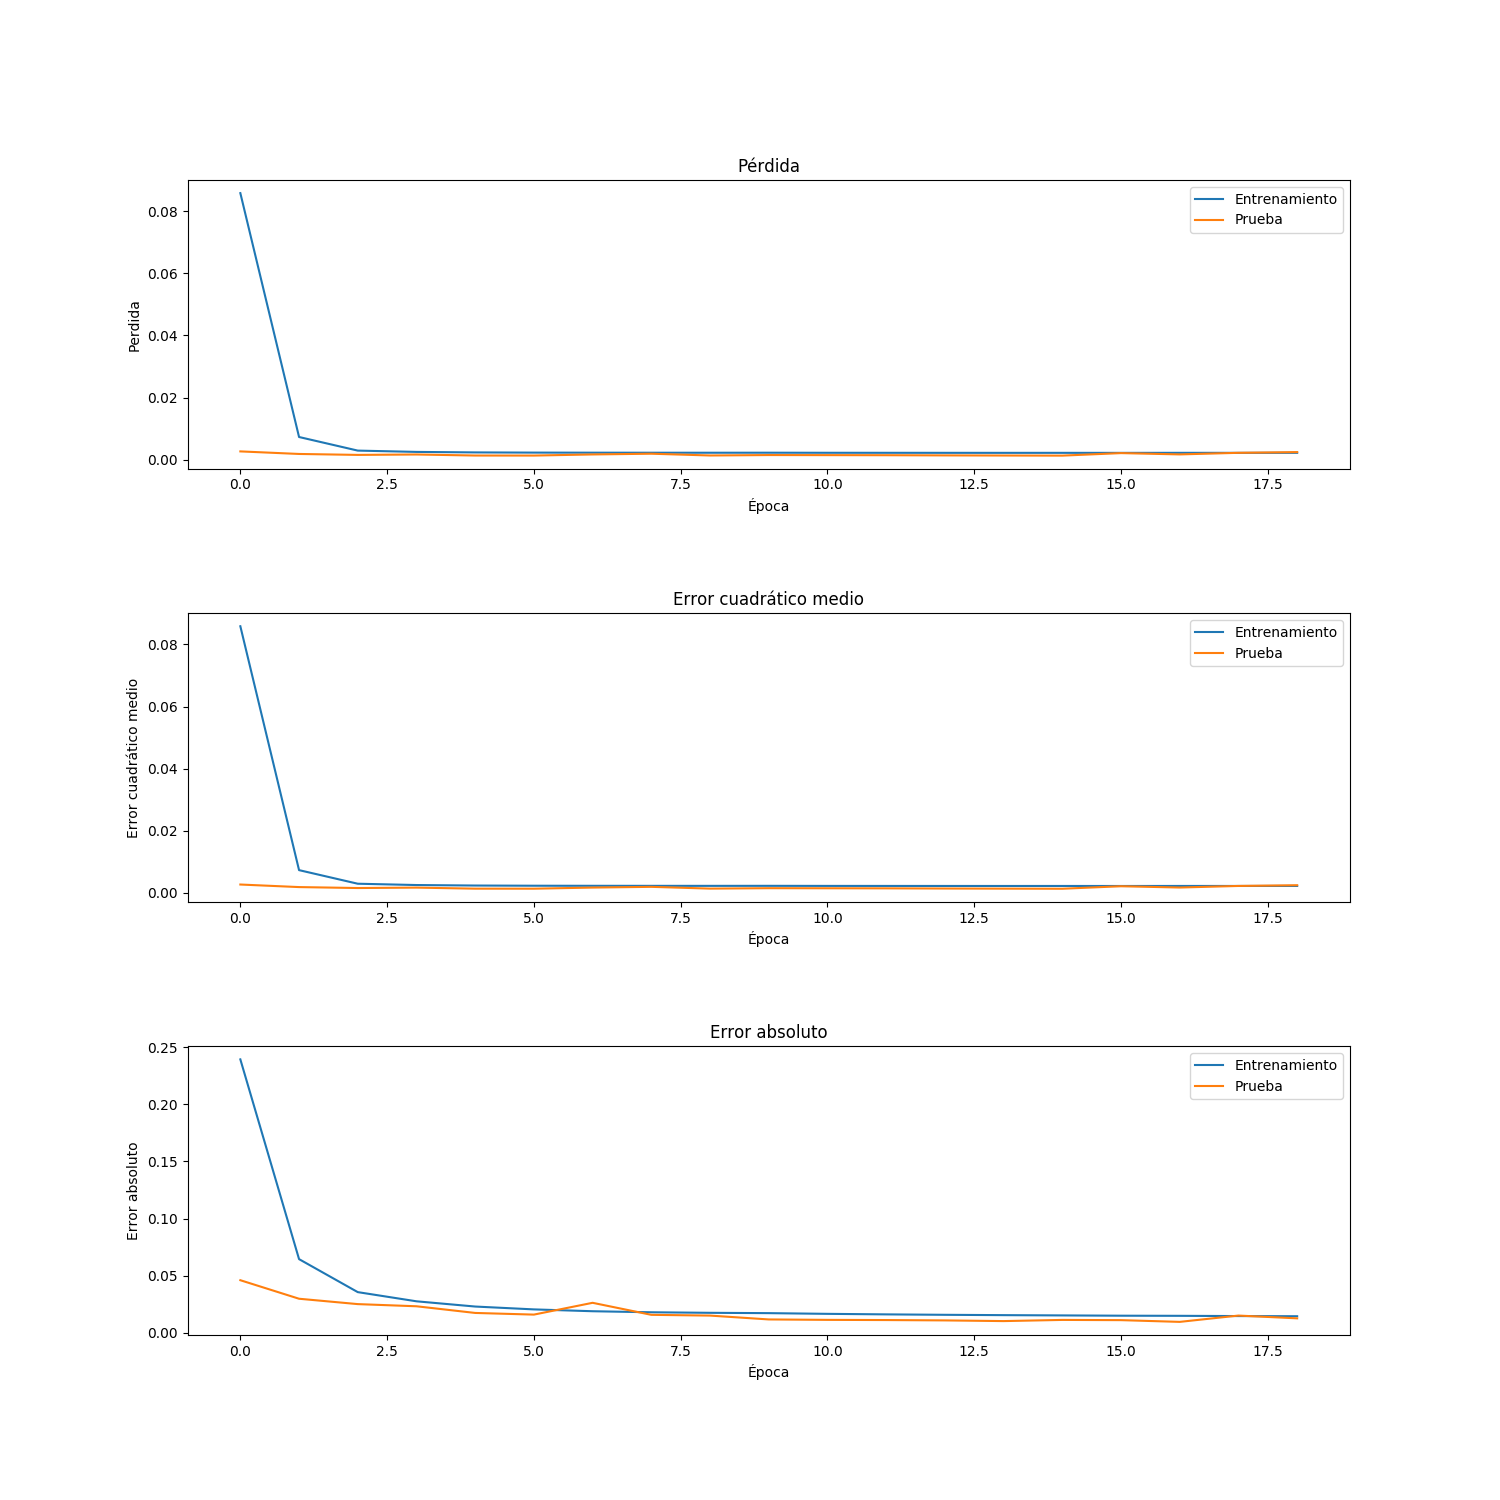 Pérdida
Entrenamiento
Prueba
0.08
0.06
0.04
0.02
0.00
Perdida
0.0 2.5 5.0 7.5 10.0 12.5 15.0 17.5
Época
Error cuadrático medio
Entrenamiento
Prueba
0.08
0.06
0.04
0.02
0.00
Error cuadrático medio
0.0 2.5 5.0 7.5 10.0 12.5 15.0 17.5
Época
Error absoluto
Entrenamiento
Prueba
0.25
0.20
0.15
0.10
0.05
0.00
Error absoluto
0.0 2.5 5.0 7.5 10.0 12.5 15.0 17.5
Época